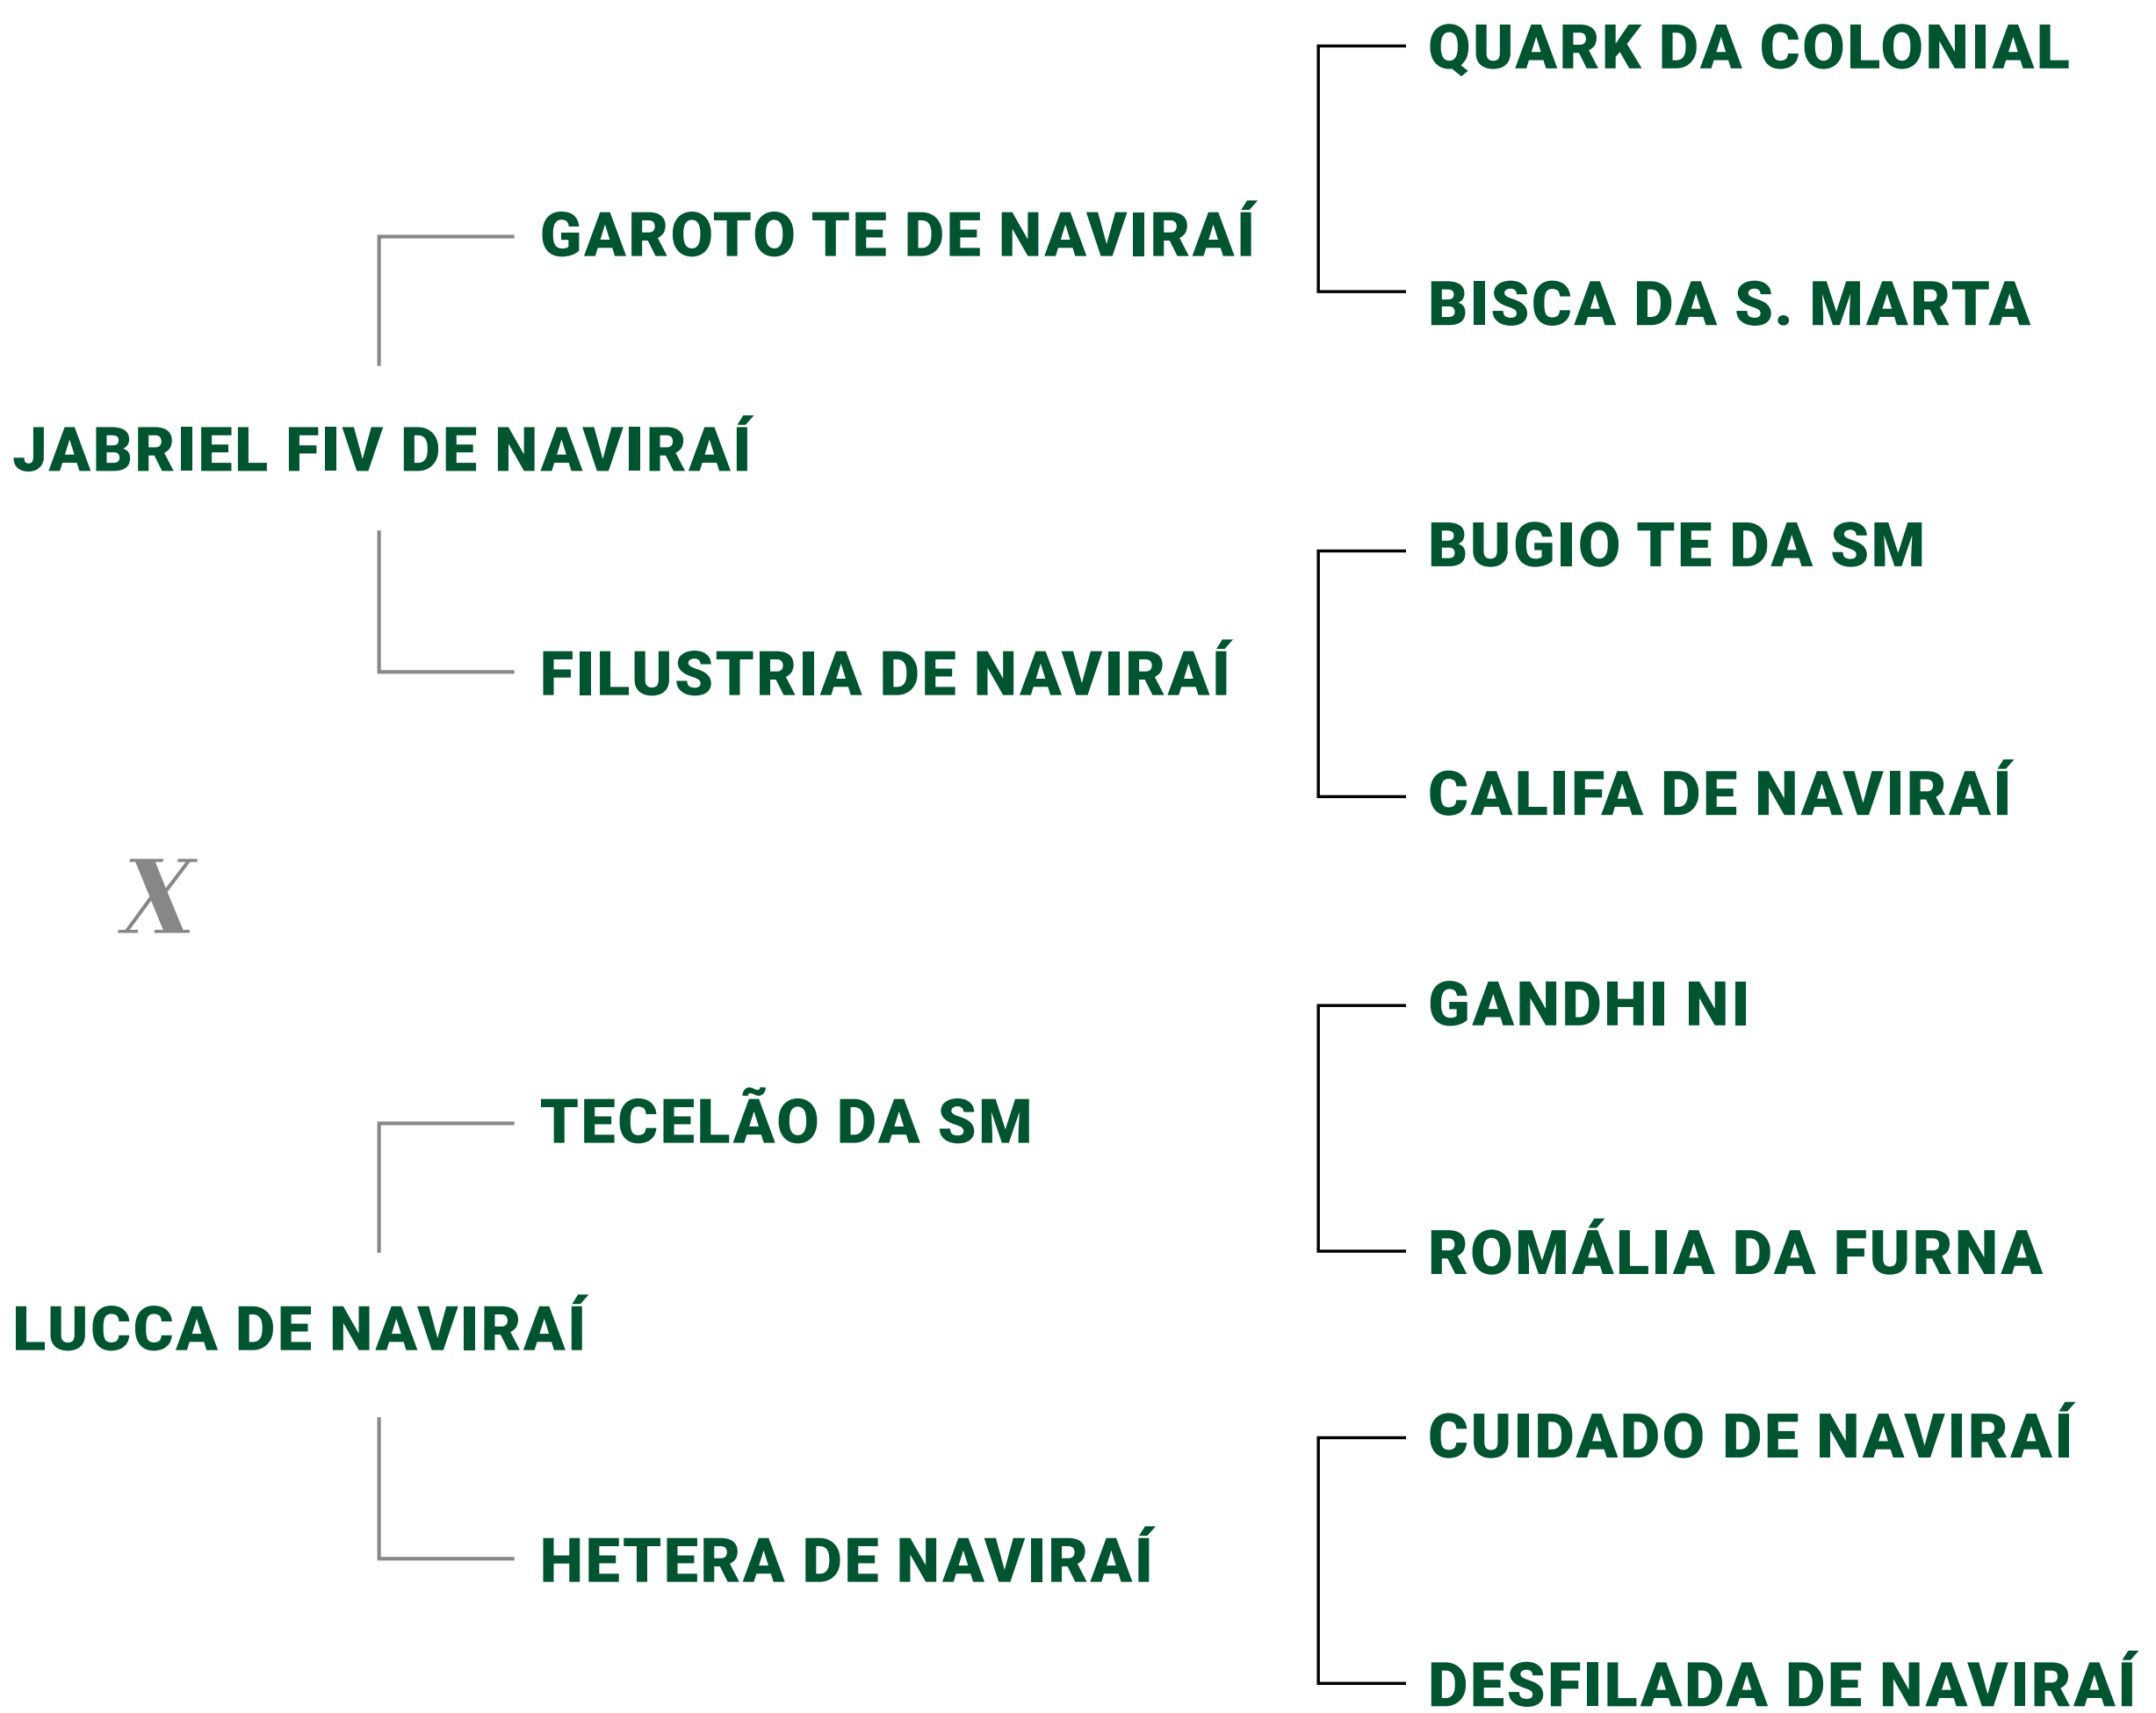 QUARK DA COLONIAL
GAROTO TE DE NAVIRAÍ
BISCA DA S. MARTA
JABRIEL FIV DE NAVIRAÍ
BUGIO TE DA SM
FILUSTRIA DE NAVIRAÍ
CALIFA DE NAVIRAÍ
X
GANDHI NI
TECELÃO DA SM
ROMÁLIA DA FURNA
LUCCA DE NAVIRAÍ
CUIDADO DE NAVIRAÍ
HETERA DE NAVIRAÍ
DESFILADA DE NAVIRAÍ